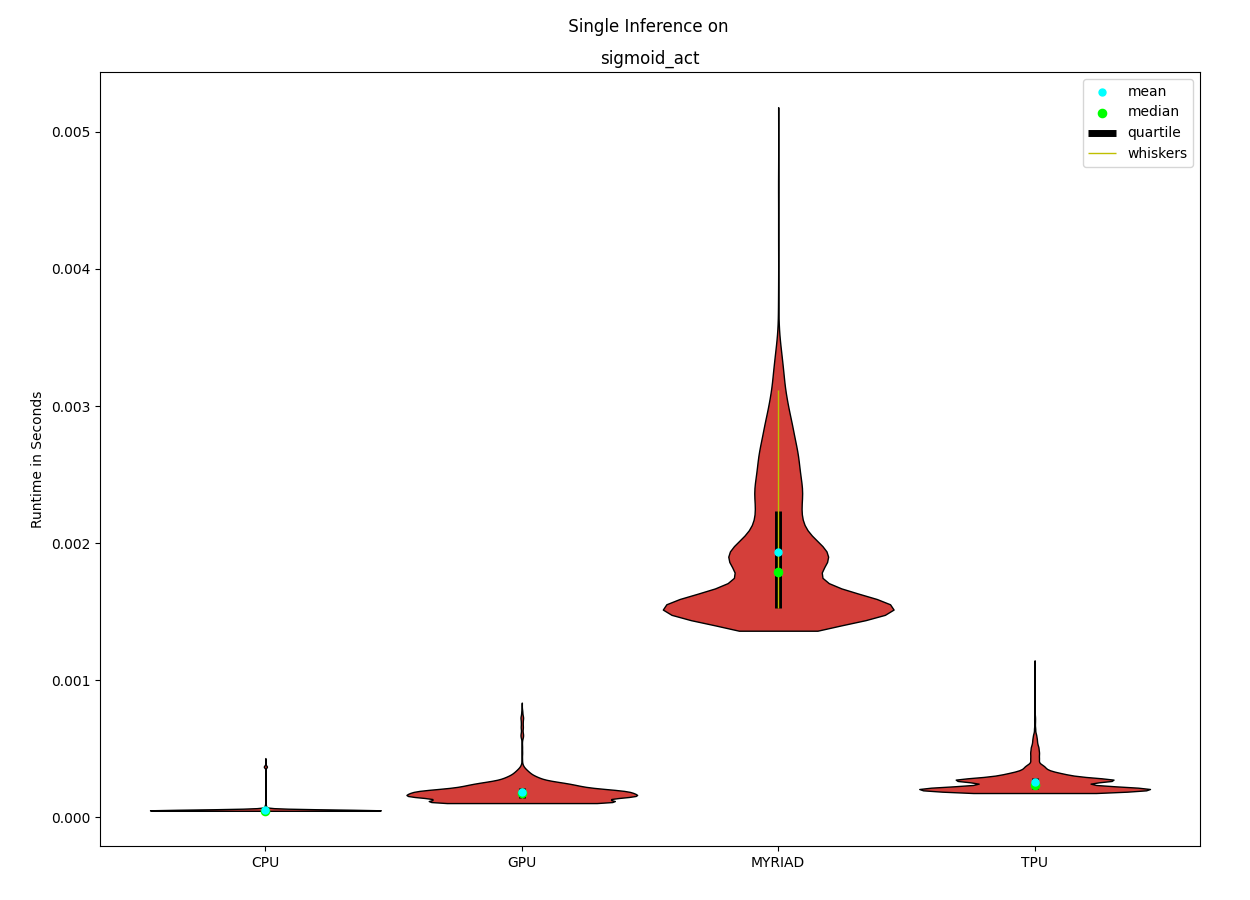 Single Inference on
sigmoid_act
mean
median
quartile
whiskers
Runtime in Seconds
0.005
0.004
0.003
0.002
0.001
0.000
CPU
GPU
MYRIAD
TPU